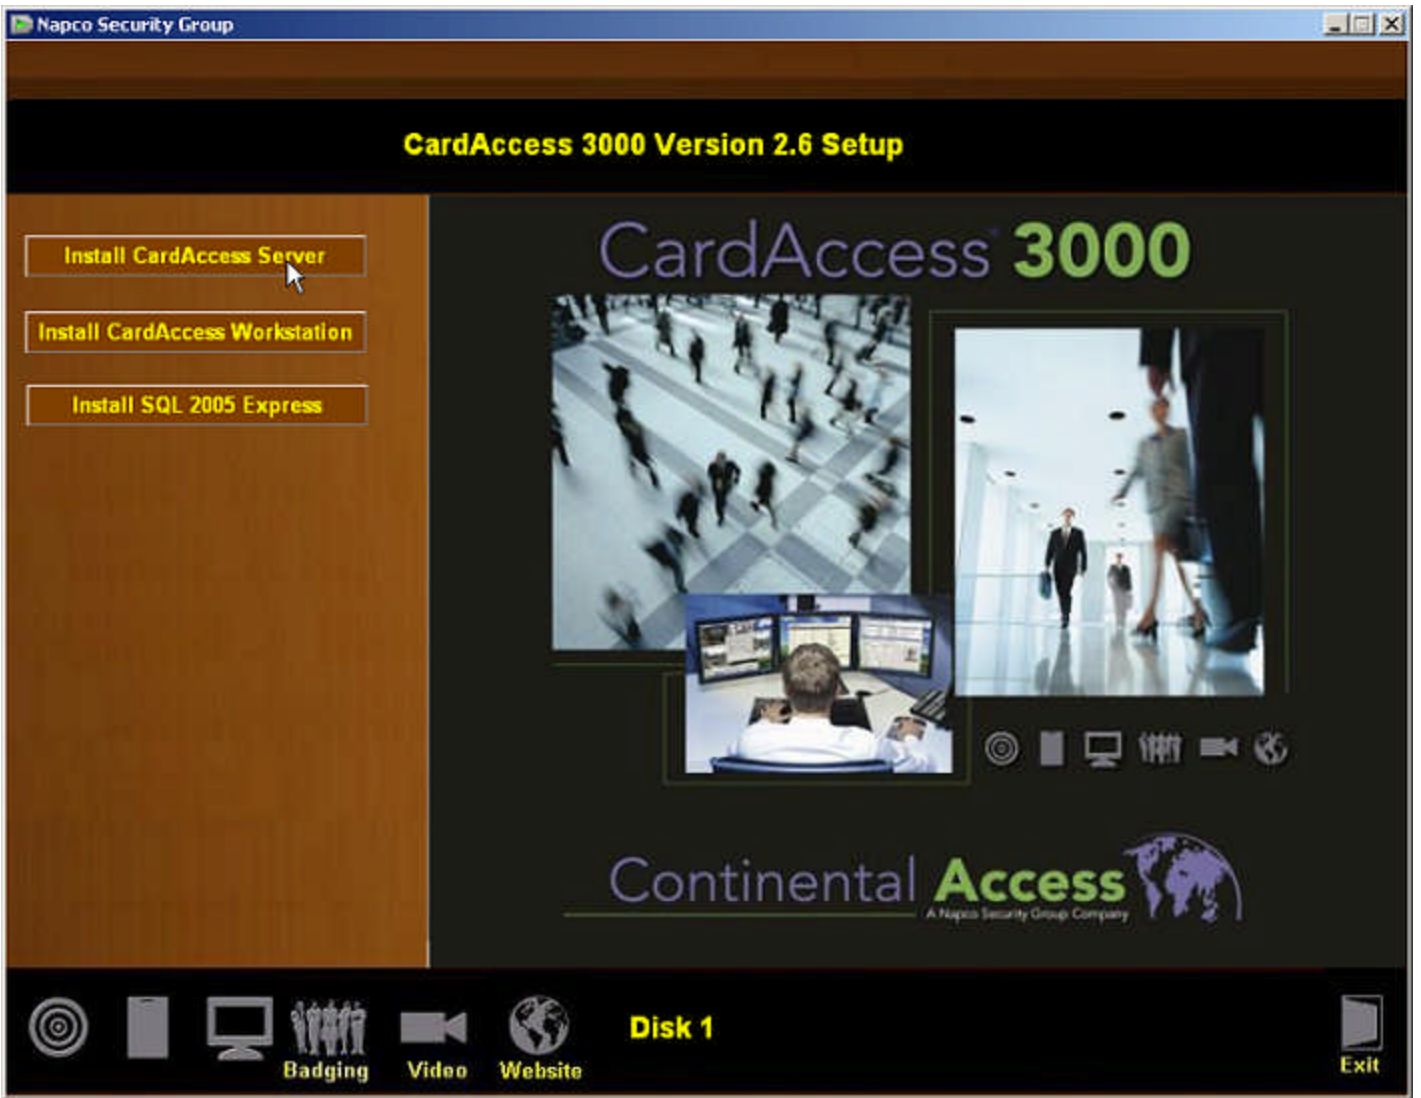 Napco Security Group
CardAccess 3000 Version 2.6 Setup
Install CardAccess Server
Install CardAccess Workstation
Install SQL 2005 Express
CardAccess 3000
Continental Access
A Napco Security Group Company
Badging
Video
Website
Disk 1
Exit